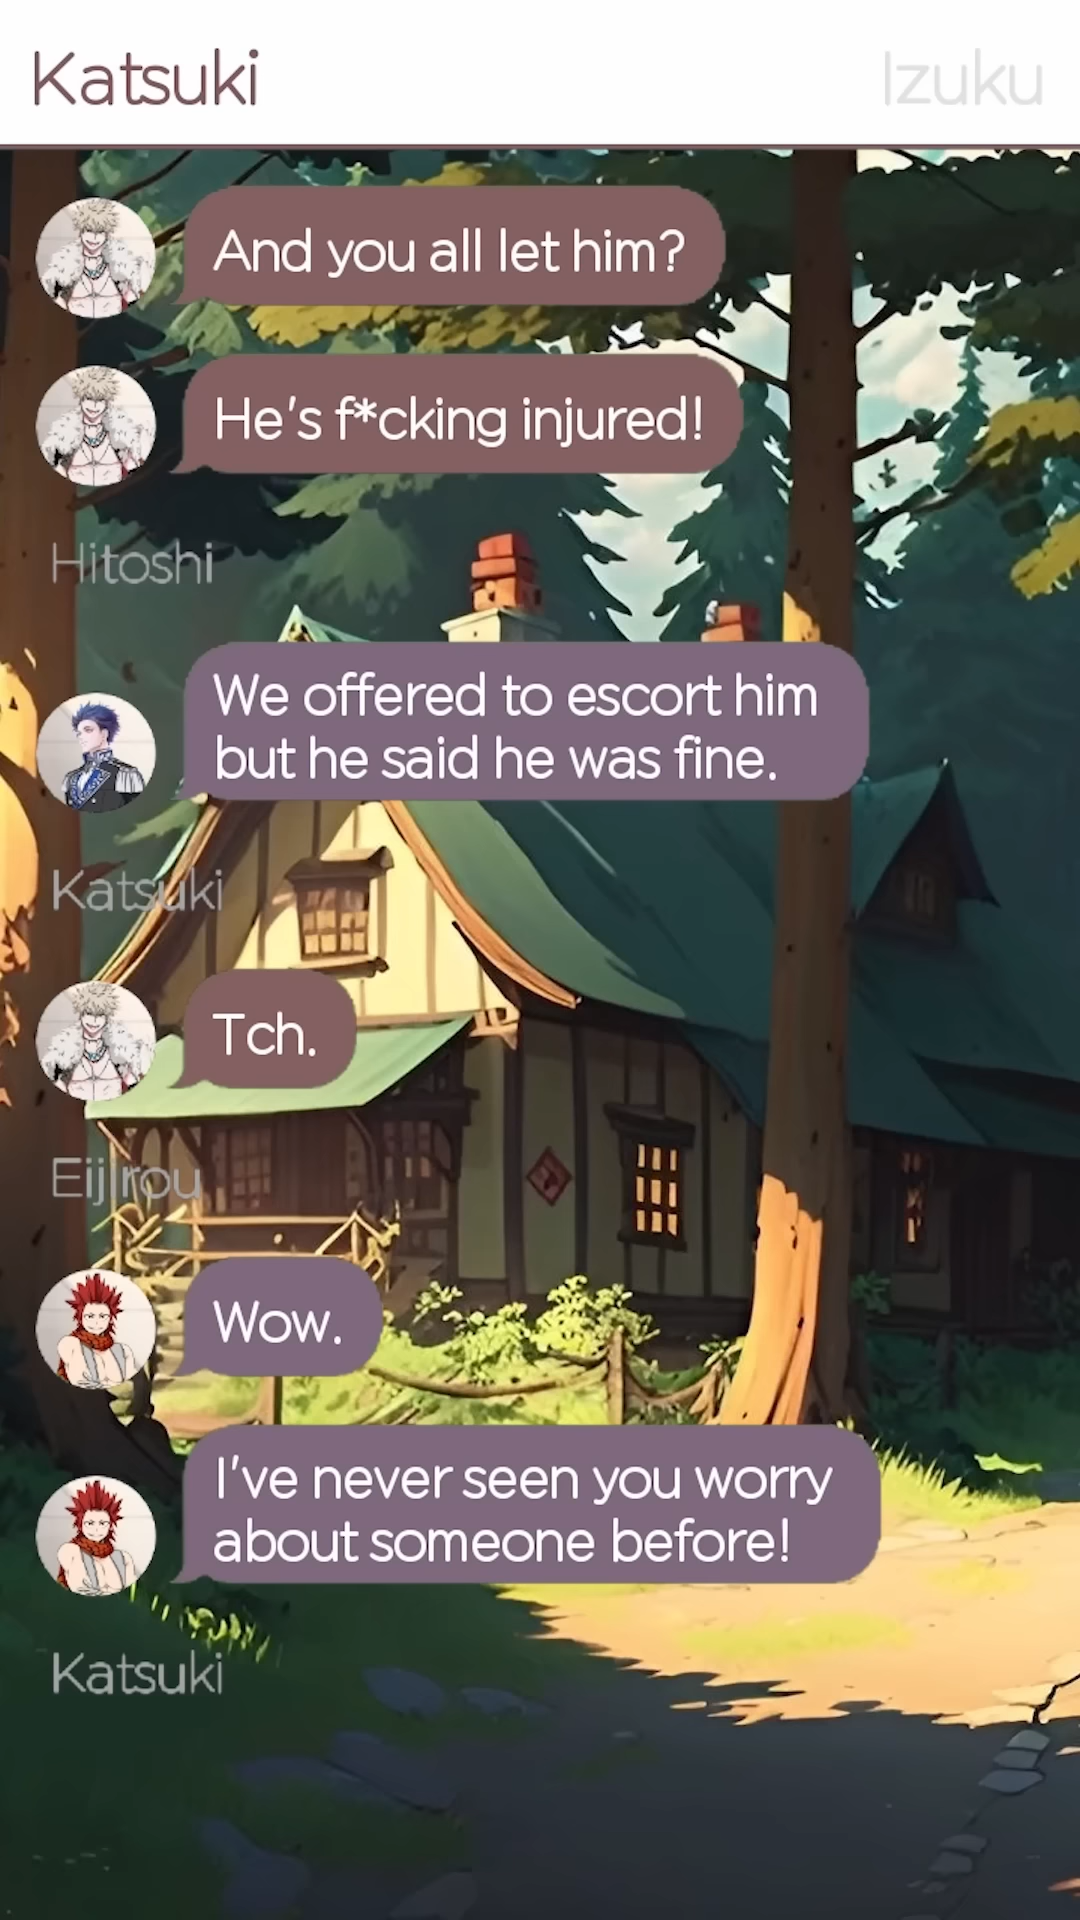 Katsuki
Izuku
And you all let him?
He's f*cking injured!
Hitoshi
We offered to escort him
but he said he was fine.
Katsuki
Tch.
Eijirou
Wow.
I've never seen you worry
about someone before!
Katsuki